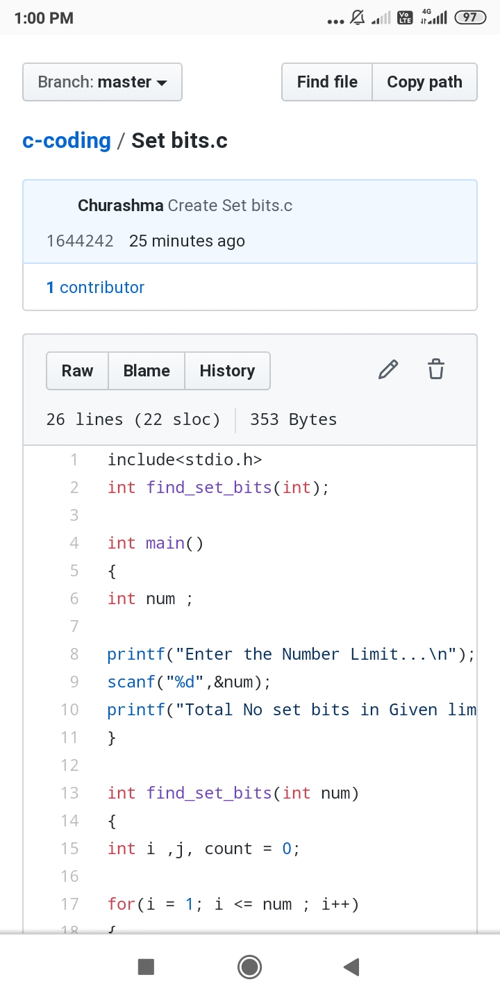 1:00 PM
... Vo LTE 4G 97
Branch: master
Find file Copy path
c-coding / Set bits.c
Churashma Create Set bits.c
1644242 25 minutes ago
1 contributor
Raw Blame History
26 lines (22 sloc) 353 Bytes
1 include<stdio.h>
2 int find_set_bits(int);
3
4 int main()
5 {
6 int num ;
7
8 printf("Enter the Number Limit...\n");
9 scanf("%d",&num);
10 printf("Total No set bits in Given lim
11 }
12
13 int find_set_bits(int num)
14 {
15 int i ,j, count = 0;
16
17 for(i = 1; i <= num ; i++)
18 {